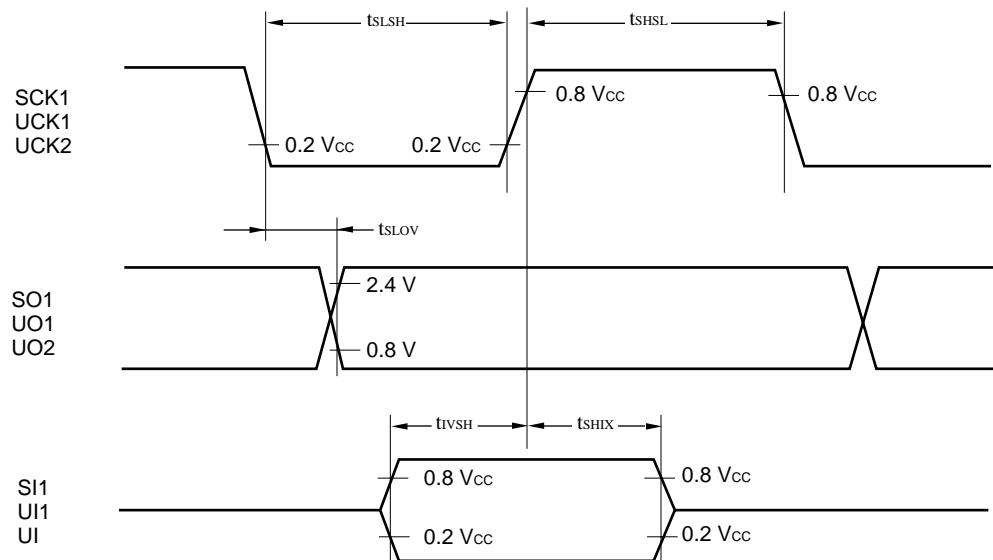 tSLSH
tSHSL
SCK1
UCK1
UCK2
0.8 VCC
0.8 VCC
0.2 VCC
0.2 VCC
tSLOV
SO1
UO1
UO2
2.4 V
0.8 V
tIVSH
tSHIX
SI1
UI1
UI
0.8 VCC
0.8 VCC
0.2 VCC
0.2 VCC